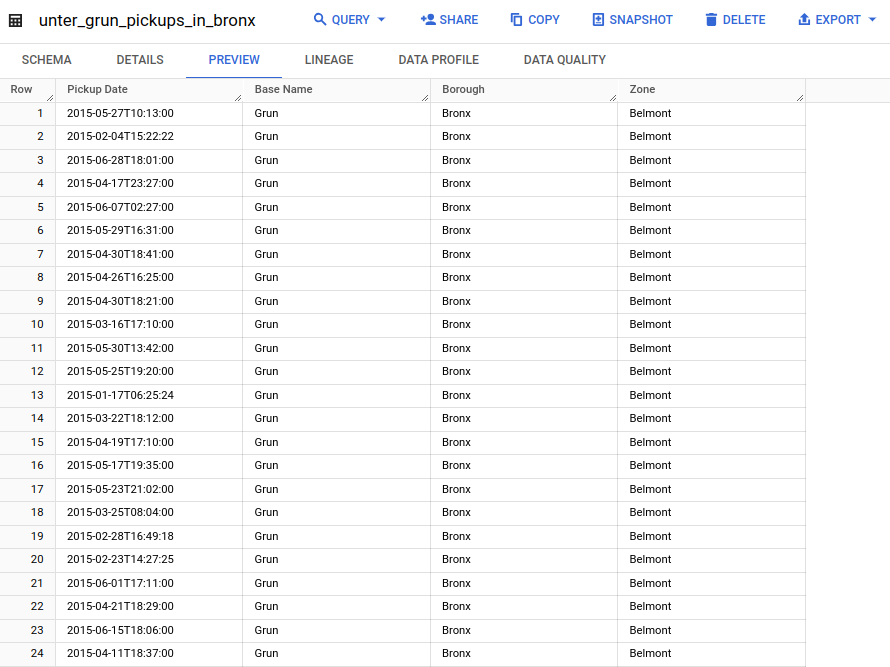 unter_grun_pickups_in_bronx QUERY SHARE COPY SNAPSHOT DELETE EXPORT
SCHEMA DETAILS PREVIEW LINEAGE DATA PROFILE DATA QUALITY
Row Pickup Date Base Name Borough Zone
1 2015-05-27T10:13:00 Grun Bronx Belmont
2 2015-02-04T15:22:22 Grun Bronx Belmont
3 2015-06-28T18:01:00 Grun Bronx Belmont
4 2015-04-17T23:27:00 Grun Bronx Belmont
5 2015-06-07T02:27:00 Grun Bronx Belmont
6 2015-05-29T16:31:00 Grun Bronx Belmont
7 2015-04-30T18:41:00 Grun Bronx Belmont
8 2015-04-26T16:25:00 Grun Bronx Belmont
9 2015-04-30T18:21:00 Grun Bronx Belmont
10 2015-03-16T17:10:00 Grun Bronx Belmont
11 2015-05-30T13:42:00 Grun Bronx Belmont
12 2015-05-25T19:20:00 Grun Bronx Belmont
13 2015-01-17T06:25:24 Grun Bronx Belmont
14 2015-03-22T18:12:00 Grun Bronx Belmont
15 2015-04-19T17:10:00 Grun Bronx Belmont
16 2015-05-17T19:35:00 Grun Bronx Belmont
17 2015-05-23T21:02:00 Grun Bronx Belmont
18 2015-03-25T08:04:00 Grun Bronx Belmont
19 2015-02-28T16:49:18 Grun Bronx Belmont
20 2015-02-23T14:27:25 Grun Bronx Belmont
21 2015-06-01T17:11:00 Grun Bronx Belmont
22 2015-04-21T18:29:00 Grun Bronx Belmont
23 2015-06-15T18:06:00 Grun Bronx Belmont
24 2015-04-11T18:37:00 Grun Bronx Belmont